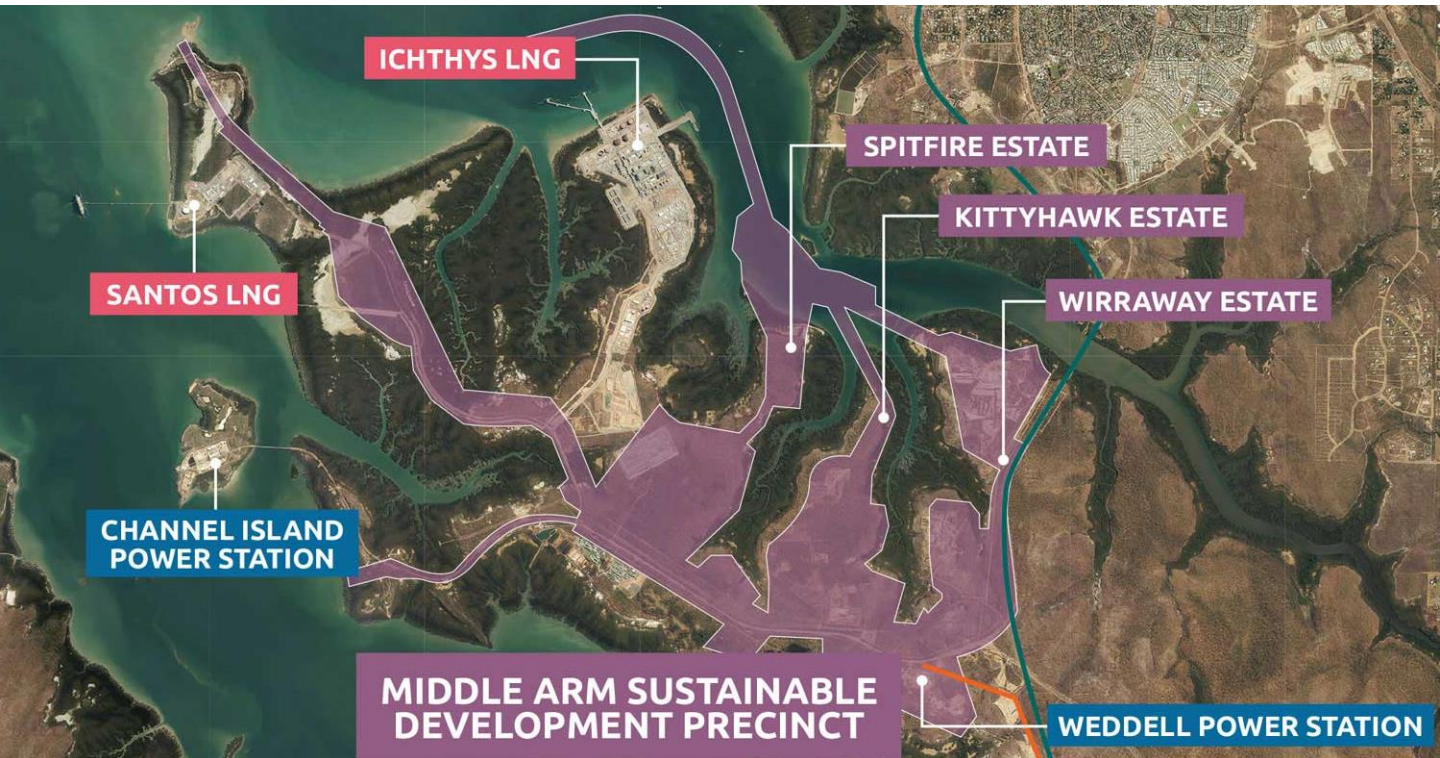 ICHTHYS LNG
SPITFIRE ESTATE
KITTYHAWK ESTATE
SANTOS LNG
WIRRAWAY ESTATE
CHANNEL ISLAND
POWER STATION
MIDDLE ARM SUSTAINABLE
DEVELOPMENT PRECINCT
WEDDELL POWER STATION